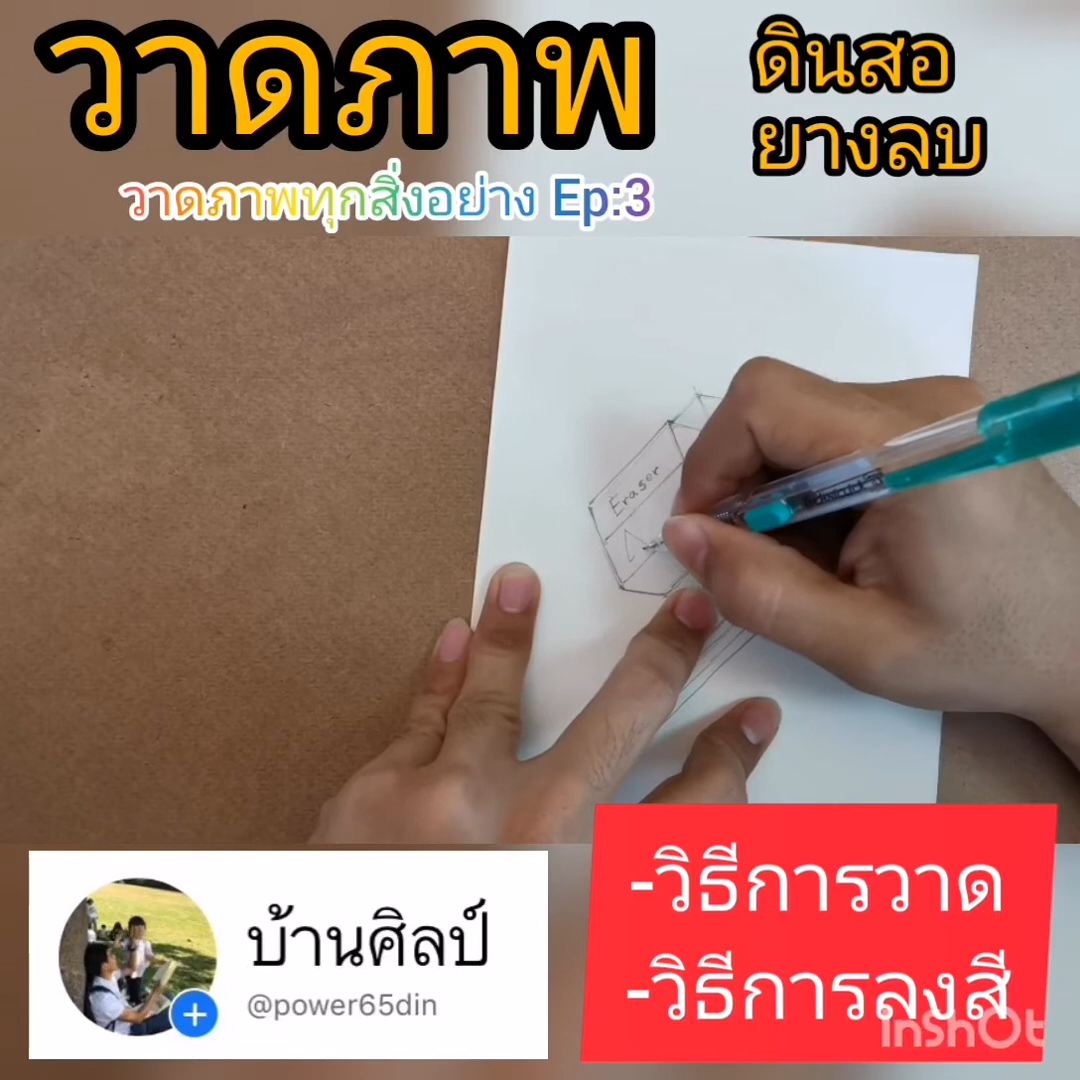 วาดภาพ
ดินสอ
ยางลบ
วาดภาพทุกสิ่งอย่าง Ep:3
Eraser
บ้านศิลป์
@power65din
-วิธีการวาด
-วิธีการลงสี
InShOt